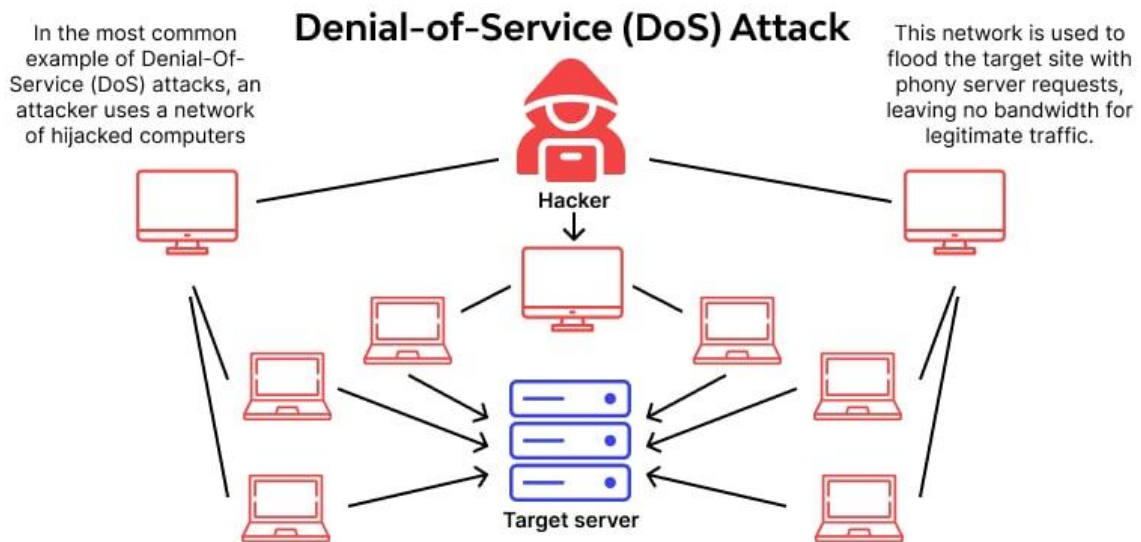 Denial-of-Service (DoS) Attack
In the most common
example of Denial-Of-
Service (DoS) attacks, an
attacker uses a network
of hijacked computers
This network is used to
flood the target site with
phony server requests,
leaving no bandwidth for
legitimate traffic.
Hacker
Target server